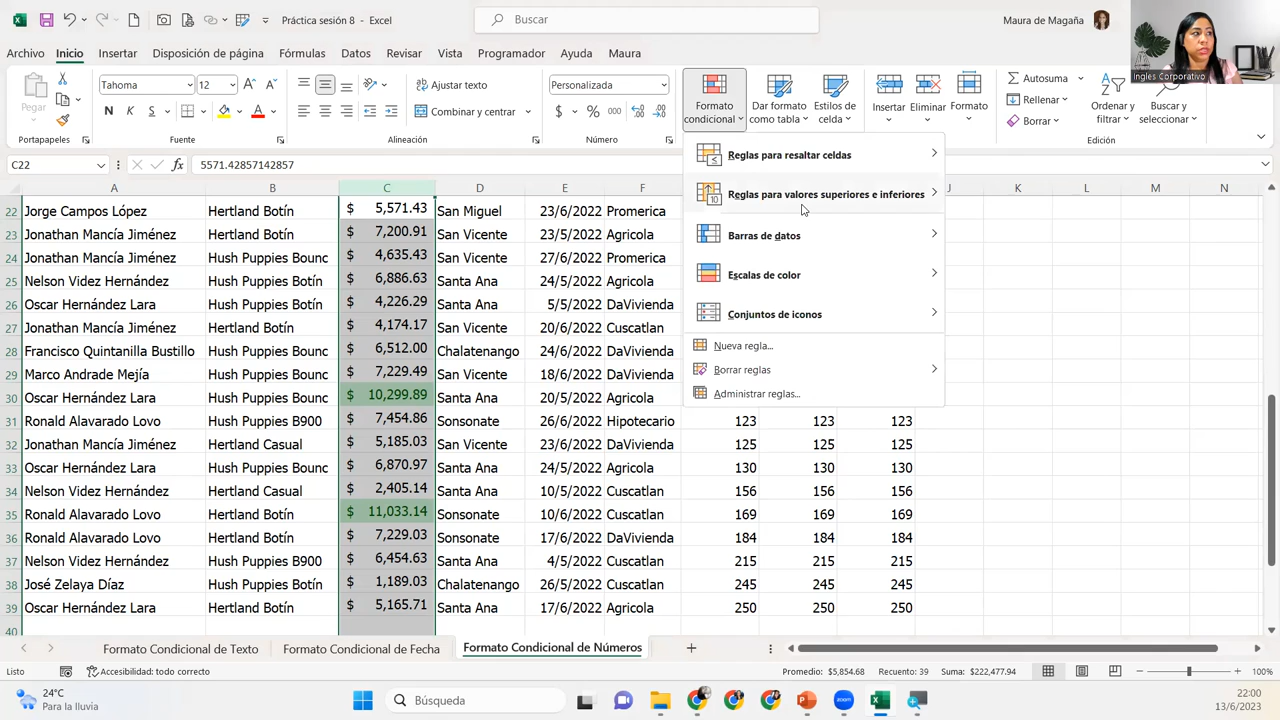 Práctica sesión 8 - Excel
Buscar
Maura de Magaña
Archivo Inicio Insertar Disposición de página Fórmulas Datos Revisar Vista Programador Ayuda Maura
Ingles Corporativo
Pegar
Tahoma 12
N K S
Ajustar texto
Combinar y centrar
Personalizada
$ % 000
Formato condicional
Dar formato como tabla
Estilos de celda
Insertar
Eliminar
Formato
Autosuma
Rellenar
Borrar
Ordenar y filtrar
Buscar y seleccionar
Portapapeles Fuente Alineación Número Edición
C22 fx 5571.42857142857
Reglas para resaltar celdas
Reglas para valores superiores e inferiores
Barras de datos
Escalas de color
Conjuntos de iconos
Nueva regla...
Borrar reglas
Administrar reglas...
A B C D E F J K L M N
22 Jorge Campos López Hertland Botín $ 5,571.43 San Miguel 23/6/2022 Promerica
23 Jonathan Mancía Jiménez Hertland Botín $ 7,200.91 San Vicente 23/5/2022 Agricola
24 Jonathan Mancía Jiménez Hush Puppies Bounc $ 4,635.43 San Vicente 27/6/2022 Promerica
25 Nelson Videz Hernández Hush Puppies Botín $ 6,886.63 Santa Ana 24/5/2022 Agricola
26 Oscar Hernández Lara Hush Puppies Botín $ 4,226.29 Santa Ana 5/5/2022 DaVivienda
27 Jonathan Mancía Jiménez Hertland Botín $ 4,174.17 San Vicente 20/6/2022 Cuscatlan
28 Francisco Quintanilla Bustillo Hush Puppies Bounc $ 6,512.00 Chalatenango 24/6/2022 DaVivienda
29 Marco Andrade Mejía Hush Puppies Bounc $ 7,229.49 San Vicente 18/6/2022 DaVivienda
30 Oscar Hernández Lara Hush Puppies Bounc $ 10,299.89 Santa Ana 20/5/2022 Agricola
31 Ronald Alavarado Lovo Hush Puppies B900 $ 7,454.86 Sonsonate 26/6/2022 Hipotecario 123 123 123
32 Jonathan Mancía Jiménez Hertland Casual $ 5,185.03 San Vicente 23/6/2022 DaVivienda 125 125 125
33 Oscar Hernández Lara Hush Puppies Bounc $ 6,870.97 Santa Ana 24/5/2022 Agricola 130 130 130
34 Nelson Videz Hernández Hertland Casual $ 2,405.14 Santa Ana 10/5/2022 Cuscatlan 156 156 156
35 Ronald Alavarado Lovo Hertland Botín $ 11,033.14 Sonsonate 10/6/2022 Cuscatlan 169 169 169
36 Ronald Alavarado Lovo Hertland Botín $ 7,229.03 Sonsonate 17/6/2022 DaVivienda 184 184 184
37 Nelson Videz Hernández Hush Puppies B900 $ 6,454.63 Santa Ana 4/5/2022 Cuscatlan 215 215 215
38 José Zelaya Díaz Hush Puppies Botín $ 1,189.03 Chalatenango 26/5/2022 Cuscatlan 245 245 245
39 Oscar Hernández Lara Hertland Botín $ 5,165.71 Santa Ana 17/6/2022 Agricola 250 250 250
40
Formato Condicional de Texto Formato Condicional de Fecha Formato Condicional de Números
Listo Accesibilidad: todo correcto Promedio: $5,854.68 Recuento: 39 Suma: $222,477.94 100%
24°C
Para la lluvia
Búsqueda
22:00
13/6/2023